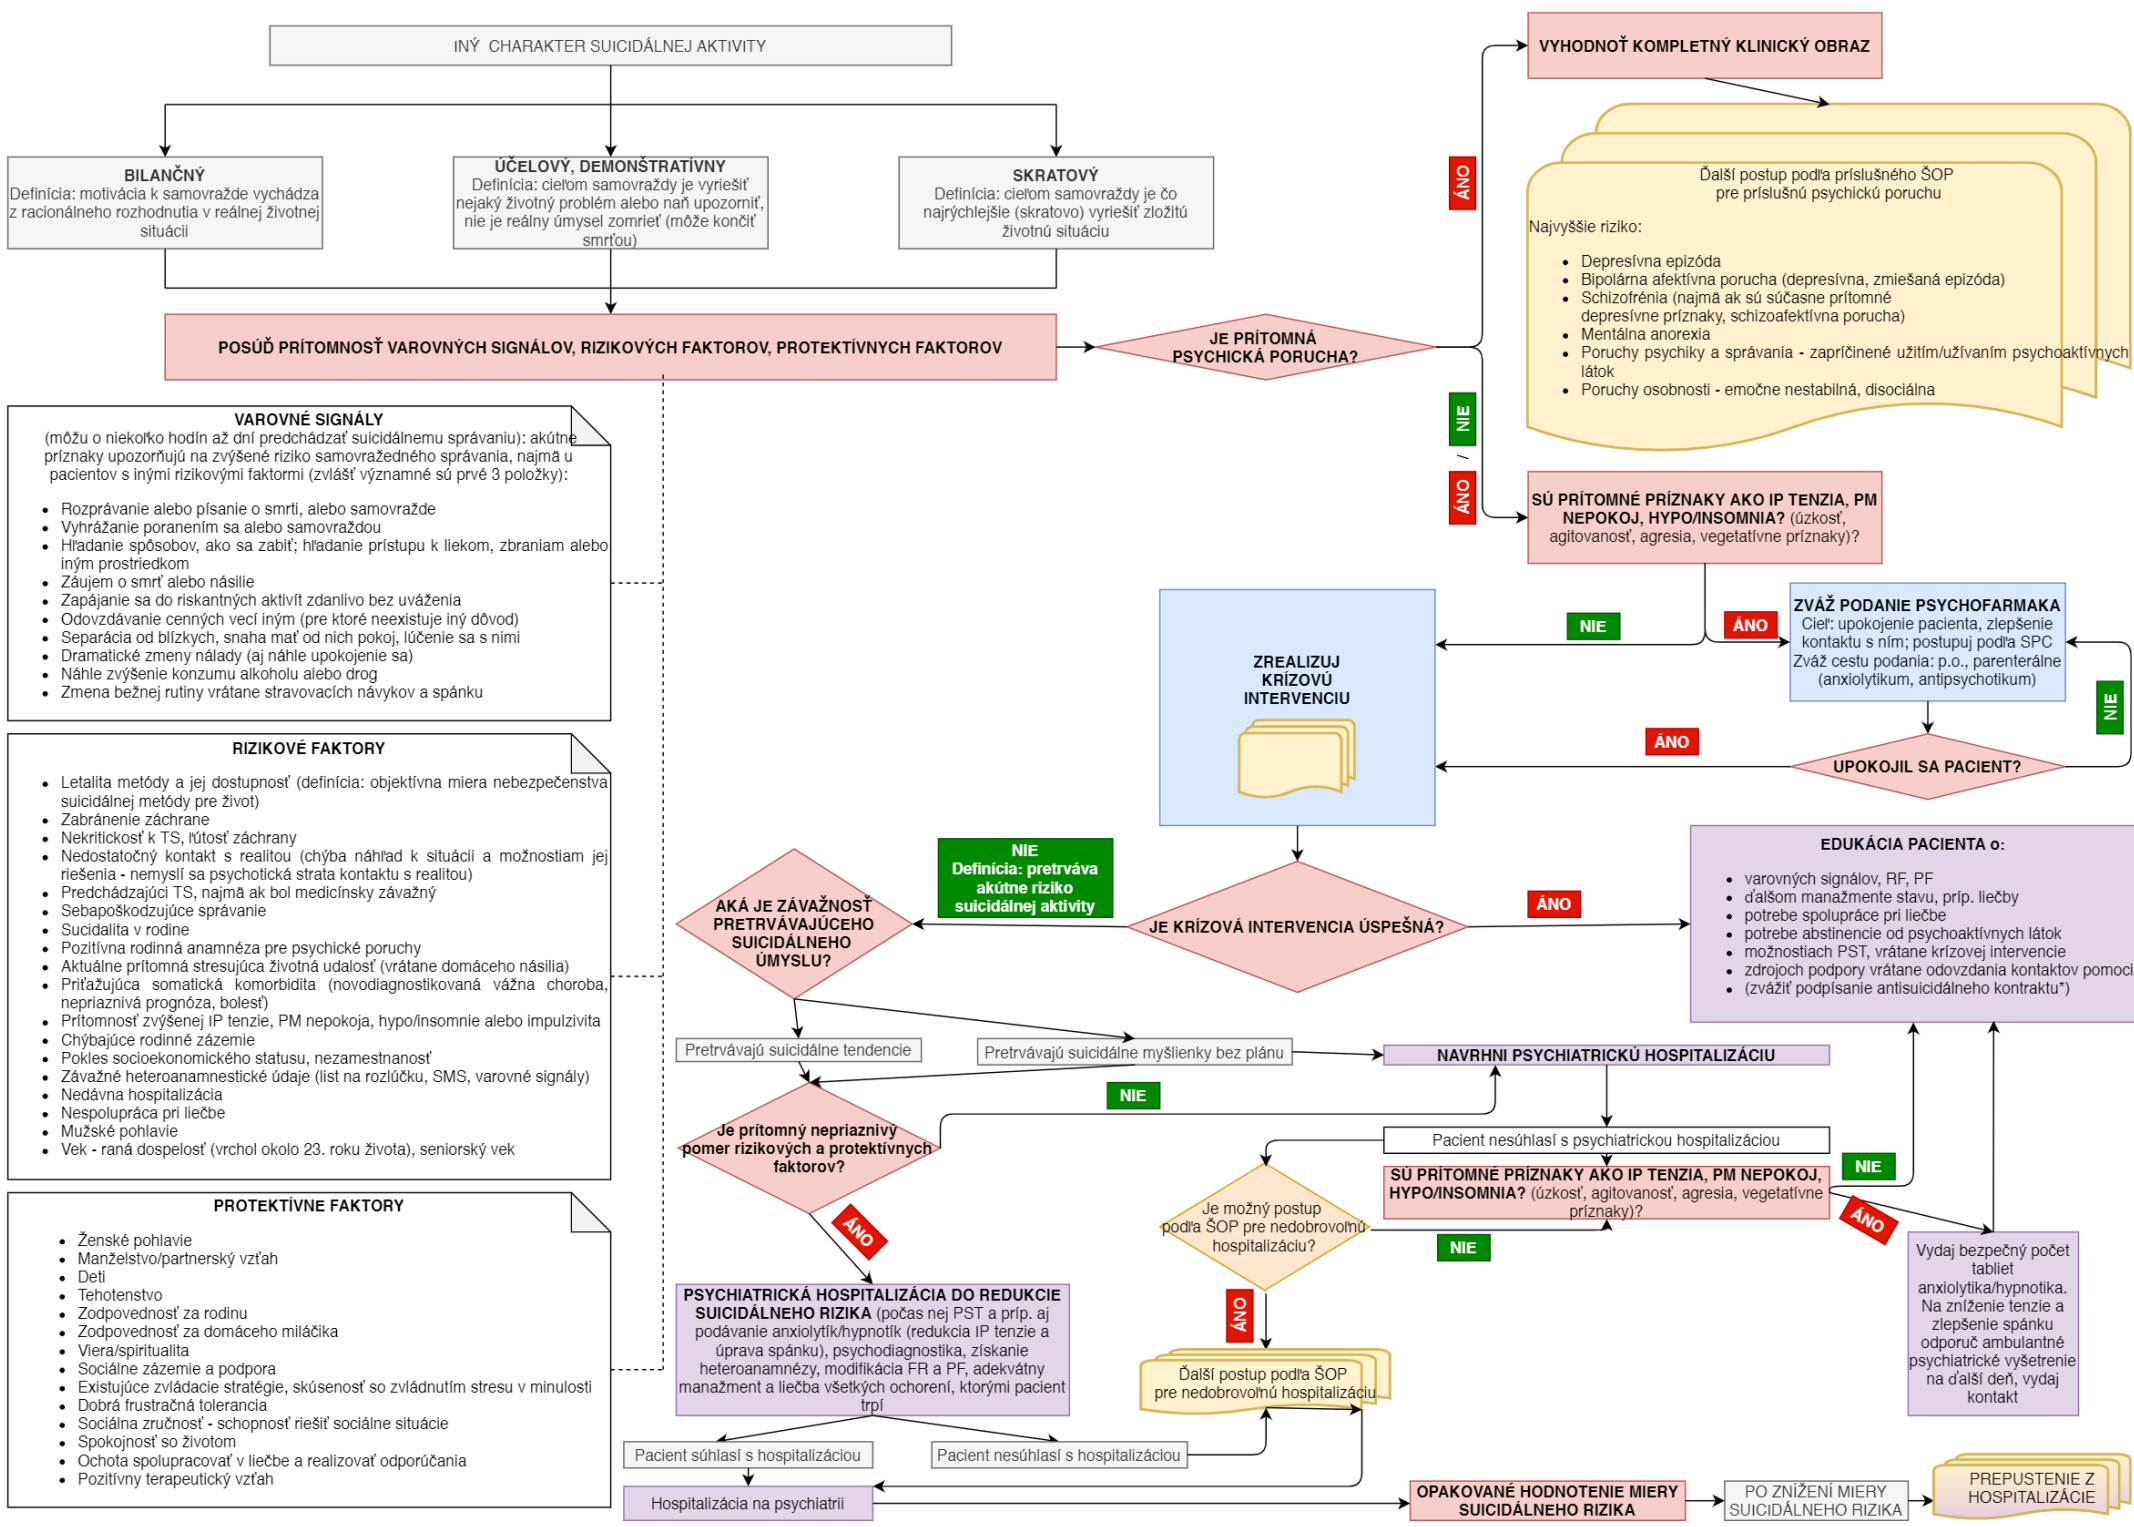 INÝ CHARAKTER SUICIDÁLNEJ AKTIVITY
BILANČNÝ
Definícia: motivácia k samovražde vychádza
z racionálneho rozhodnutia v reálnej životnej
situácii
ÚČELOVÝ, DEMONŠTRATÍVNY
Definícia: cieľom samovraždy je vyriešiť
nejaký životný problém alebo naň upozorniť,
nie je reálny úmysel zomrieť (môže končiť
smrťou)
SKRATOVÝ
Definícia: cieľom samovraždy je čo
najrýchlejšie (skratovo) vyriešiť zložitú
životnú situáciu
POSÚĎ PRÍTOMNOSŤ VAROVNÝCH SIGNÁLOV, RIZIKOVÝCH FAKTOROV, PROTEKTÍVNYCH FAKTOROV
JE PRÍTOMNÁ
PSYCHICKÁ PORUCHA?
ÁNO
VYHODNOŤ KOMPLETNÝ KLINICKÝ OBRAZ
Ďalší postup podľa príslušného ŠOP
pre príslušnú psychickú poruchu
Najvyššie riziko:
• Depresívna epizóda
• Bipolárna afektívna porucha (depresívna, zmiešaná epizóda)
• Schizofrénia (najmä ak sú súčasne prítomné
depresívne príznaky, schizoafektívna porucha)
• Mentálna anorexia
• Poruchy psychiky a správania - zapríčinené užitím/užívaním psychoaktívnych
látok
• Poruchy osobnosti - emočne nestabilná, disociálna
ÁNO / NIE
VAROVNÉ SIGNÁLY
(môžu o niekoľko hodín až dní predchádzať suicidálnemu správaniu): akútne
príznaky upozorňujú na zvýšené riziko samovražedného správania, najmä u
pacientov s inými rizikovými faktormi (zvlášť významné sú prvé 3 položky):
• Rozprávanie alebo písanie o smrti, alebo samovražde
• Vyhrážanie poranením sa alebo samovraždou
• Hľadanie spôsobov, ako sa zabiť; hľadanie prístupu k liekom, zbraniam alebo
iným prostriedkom
• Záujem o smrť alebo násilie
• Zapájanie sa do riskantných aktivít zdanlivo bez uváženia
• Odovzdávanie cenných vecí iným (pre ktoré neexistuje iný dôvod)
• Separácia od blízkych, snaha mať od nich pokoj, lúčenie sa s nimi
• Dramatické zmeny nálady (aj náhle upokojenie sa)
• Náhle zvýšenie konzumu alkoholu alebo drog
• Zmena bežnej rutiny vrátane stravovacích návykov a spánku
RIZIKOVÉ FAKTORY
• Letalita metódy a jej dostupnosť (definícia: objektívna miera nebezpečenstva
suicidálnej metódy pre život)
• Zabránenie záchrane
• Nekritickosť k TS, ľútosť záchrany
• Nedostatočný kontakt s realitou (chýba náhľad k situácii a možnostiam jej
riešenia - nemyslí sa psychotická strata kontaktu s realitou)
• Predchádzajúci TS, najmä ak bol medicínsky závažný
• Sebapoškodzujúce správanie
• Sucidalita v rodine
• Pozitívna rodinná anamnéza pre psychické poruchy
• Aktuálne prítomná stresujúca životná udalosť (vrátane domáceho násilia)
• Priťažujúca somatická komorbidita (novodiagnostikovaná vážna choroba,
nepriaznivá prognóza, bolesť)
• Prítomnosť zvýšenej IP tenzie, PM nepokoja, hypo/insomnie alebo impulzivita
• Chýbajúce rodinné zázemie
• Pokles socioekonomického statusu, nezamestnanosť
• Závažné heteroanamnestické údaje (list na rozlúčku, SMS, varovné signály)
• Nedávna hospitalizácia
• Nespolupráca pri liečbe
• Mužské pohlavie
• Vek - raná dospelosť (vrchol okolo 23. roku života), seniorský vek
PROTEKTÍVNE FAKTORY
• Ženské pohlavie
• Manželstvo/partnerský vzťah
• Deti
• Tehotenstvo
• Zodpovednosť za rodinu
• Zodpovednosť za domáceho miláčika
• Viera/spiritualita
• Sociálne zázemie a podpora
• Existujúce zvládacie stratégie, skúsenosť so zvládnutím stresu v minulosti
• Dobrá frustračná tolerancia
• Sociálna zručnosť - schopnosť riešiť sociálne situácie
• Spokojnosť so životom
• Ochota spolupracovať v liečbe a realizovať odporúčania
• Pozitívny terapeutický vzťah
SÚ PRÍTOMNÉ PRÍZNAKY AKO IP TENZIA, PM
NEPOKOJ, HYPO/INSOMNIA? (úzkosť,
agitovanosť, agresia, vegetatívne príznaky)?
NIE
ÁNO
ZVÁŽ PODANIE PSYCHOFARMAKA
Cieľ: upokojenie pacienta, zlepšenie
kontaktu s ním; postupuj podľa SPC
Zváž cestu podania: p.o., parenterálne
(anxiolytikum, antipsychotikum)
NIE
ÁNO
UPOKOJIL SA PACIENT?
ZREALIZUJ
KRÍZOVÚ
INTERVENCIU
JE KRÍZOVÁ INTERVENCIA ÚSPEŠNÁ?
ÁNO
EDUKÁCIA PACIENTA o:
• varovných signálov, RF, PF
• ďalšom manažmente stavu, príp. liečby
• potrebe spolupráce pri liečbe
• potrebe abstinencie od psychoaktívnych látok
• možnostiach PST, vrátane krízovej intervencie
• zdrojoch podpory vrátane odovzdania kontaktov pomoci
• (zvážiť podpísanie antisuicidálneho kontraktu*)
NIE
Definícia: pretrváva
akútne riziko
suicidálnej aktivity
AKÁ JE ZÁVAŽNOSŤ
PRETRVÁVAJÚCEHO
SUICIDÁLNEHO
ÚMYSLU?
Pretrvávajú suicidálne tendencie
Pretrvávajú suicidálne myšlienky bez plánu
NAVRHNI PSYCHIATRICKÚ HOSPITALIZÁCIU
NIE
Je prítomný nepriaznivý
pomer rizikových a protektívnych
faktorov?
ÁNO
Pacient nesúhlasí s psychiatrickou hospitalizáciou
SÚ PRÍTOMNÉ PRÍZNAKY AKO IP TENZIA, PM NEPOKOJ,
HYPO/INSOMNIA? (úzkosť, agitovanosť, agresia, vegetatívne
príznaky)?
NIE
ÁNO
Je možný postup
podľa ŠOP pre nedobrovoľnú
hospitalizáciu?
NIE
ÁNO
Vydaj bezpečný počet
tabliet
anxiolytika/hypnotika.
Na zníženie tenzie a
zlepšenie spánku
odporuč ambulantné
psychiatrické vyšetrenie
na ďalší deň, vydaj
kontakt
PSYCHIATRICKÁ HOSPITALIZÁCIA DO REDUKCIE
SUICIDÁLNEHO RIZIKA (počas nej PST a príp. aj
podávanie anxiolytík/hypnotík (redukcia IP tenzie a
úprava spánku), psychodiagnostika, získanie
heteroanamnézy, modifikácia FR a PF, adekvátny
manažment a liečba všetkých ochorení, ktorými pacient
trpí
Ďalší postup podľa ŠOP
pre nedobrovoľnú hospitalizáciu
Pacient súhlasí s hospitalizáciou
Pacient nesúhlasí s hospitalizáciou
Hospitalizácia na psychiatrii
OPAKOVANÉ HODNOTENIE MIERY
SUICIDÁLNEHO RIZIKA
PO ZNÍŽENÍ MIERY
SUICIDÁLNEHO RIZIKA
PREPUSTENIE Z
HOSPITALIZÁCIE